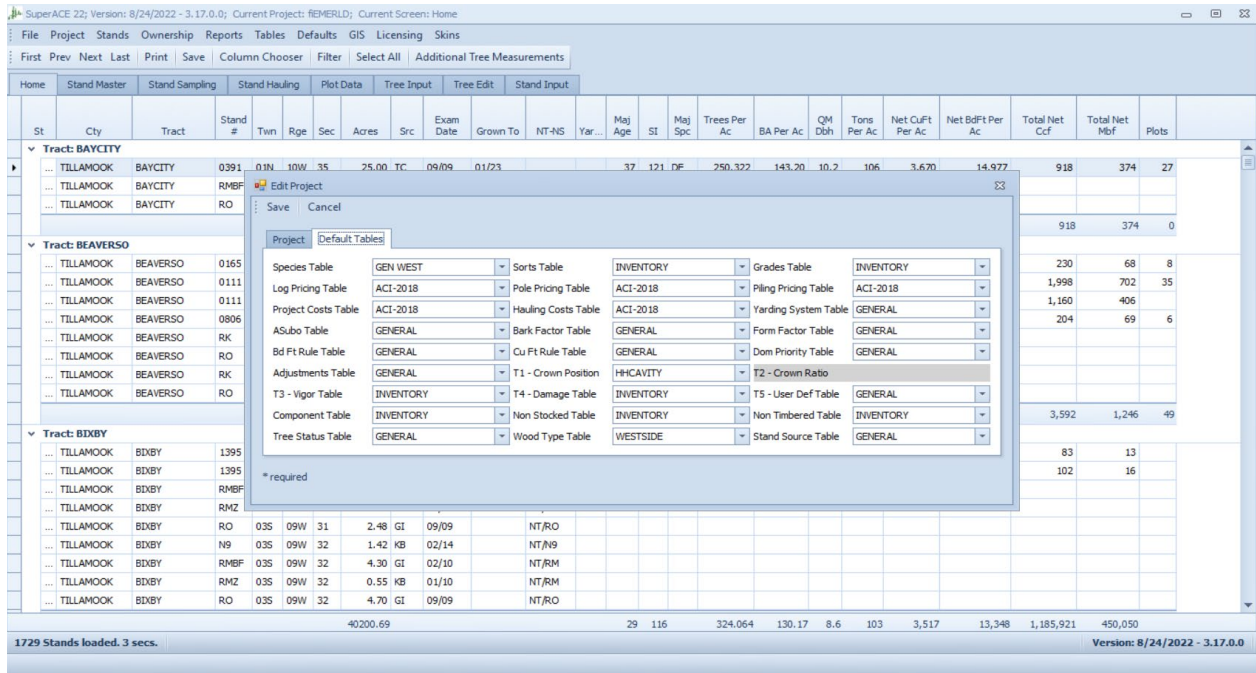 SuperACE 22; Version: 8/24/2022 - 3.17.0.0; Current Project: fiEMERLD; Current Screen: Home
File Project Stands Ownership Reports Tables Defaults GIS Licensing Skins
First Prev Next Last Print Save Column Chooser Filter Select All Additional Tree Measurements
Home Stand Master Stand Sampling Stand Hauling Plot Data Tree Input Tree Edit Stand Input
St Cty Tract Stand # Twn Rge Sec Acres Src Exam Date Grown To NT-NS Yar... Maj Age SI Maj Spc Trees Per Ac BA Per Ac QM Dbh Tons Per Ac Net CuFt Per Ac Net BdFt Per Ac Total Net Ccf Total Net Mbf Plots
Tract: BAYCITY
... TILLAMOOK BAYCITY 0391 01N 10W 35 25.00 TC 09/09 01/23 37 121 DF 250.322 143.20 10.2 106 3,670 14,977 918 374 27
... TILLAMOOK BAYCITY RMBF
... TILLAMOOK BAYCITY RO
918 374 0
Tract: BEAVERSO
... TILLAMOOK BEAVERSO 0165 230 68 8
... TILLAMOOK BEAVERSO 0111 1,998 702 35
... TILLAMOOK BEAVERSO 0111 1,160 406
... TILLAMOOK BEAVERSO 0806 204 69 6
... TILLAMOOK BEAVERSO RK
... TILLAMOOK BEAVERSO RO
... TILLAMOOK BEAVERSO RK
... TILLAMOOK BEAVERSO RO
3,592 1,246 49
Tract: BIXBY
... TILLAMOOK BIXBY 1395 83 13
... TILLAMOOK BIXBY 1395 102 16
... TILLAMOOK BIXBY RMBF
... TILLAMOOK BIXBY RMZ
... TILLAMOOK BIXBY RO 03S 09W 31 2.48 GI 09/09 NT/RO
... TILLAMOOK BIXBY N9 03S 09W 32 1.42 KB 02/14 NT/N9
... TILLAMOOK BIXBY RMBF 03S 09W 32 4.30 GI 02/10 NT/RM
... TILLAMOOK BIXBY RMZ 03S 09W 32 0.55 KB 01/10 NT/RM
... TILLAMOOK BIXBY RO 03S 09W 32 4.70 GI 09/09 NT/RO
40200.69 29 116 324.064 130.17 8.6 103 3,517 13,348 1,185,921 450,050
1729 Stands loaded. 3 secs. Version: 8/24/2022 - 3.17.0.0
Edit Project
Save Cancel
Project Default Tables
Species Table GEN WEST Sorts Table INVENTORY Grades Table INVENTORY
Log Pricing Table ACI-2018 Pole Pricing Table ACI-2018 Piling Pricing Table ACI-2018
Project Costs Table ACI-2018 Hauling Costs Table ACI-2018 Yarding System Table GENERAL
ASubo Table GENERAL Bark Factor Table GENERAL Form Factor Table GENERAL
Bd Ft Rule Table GENERAL Cu Ft Rule Table GENERAL Dom Priority Table GENERAL
Adjustments Table GENERAL T1 - Crown Position HHCAVITY T2 - Crown Ratio
T3 - Vigor Table INVENTORY T4 - Damage Table INVENTORY T5 - User Def Table GENERAL
Component Table INVENTORY Non Stocked Table INVENTORY Non Timbered Table INVENTORY
Tree Status Table GENERAL Wood Type Table WESTSIDE Stand Source Table GENERAL
* required